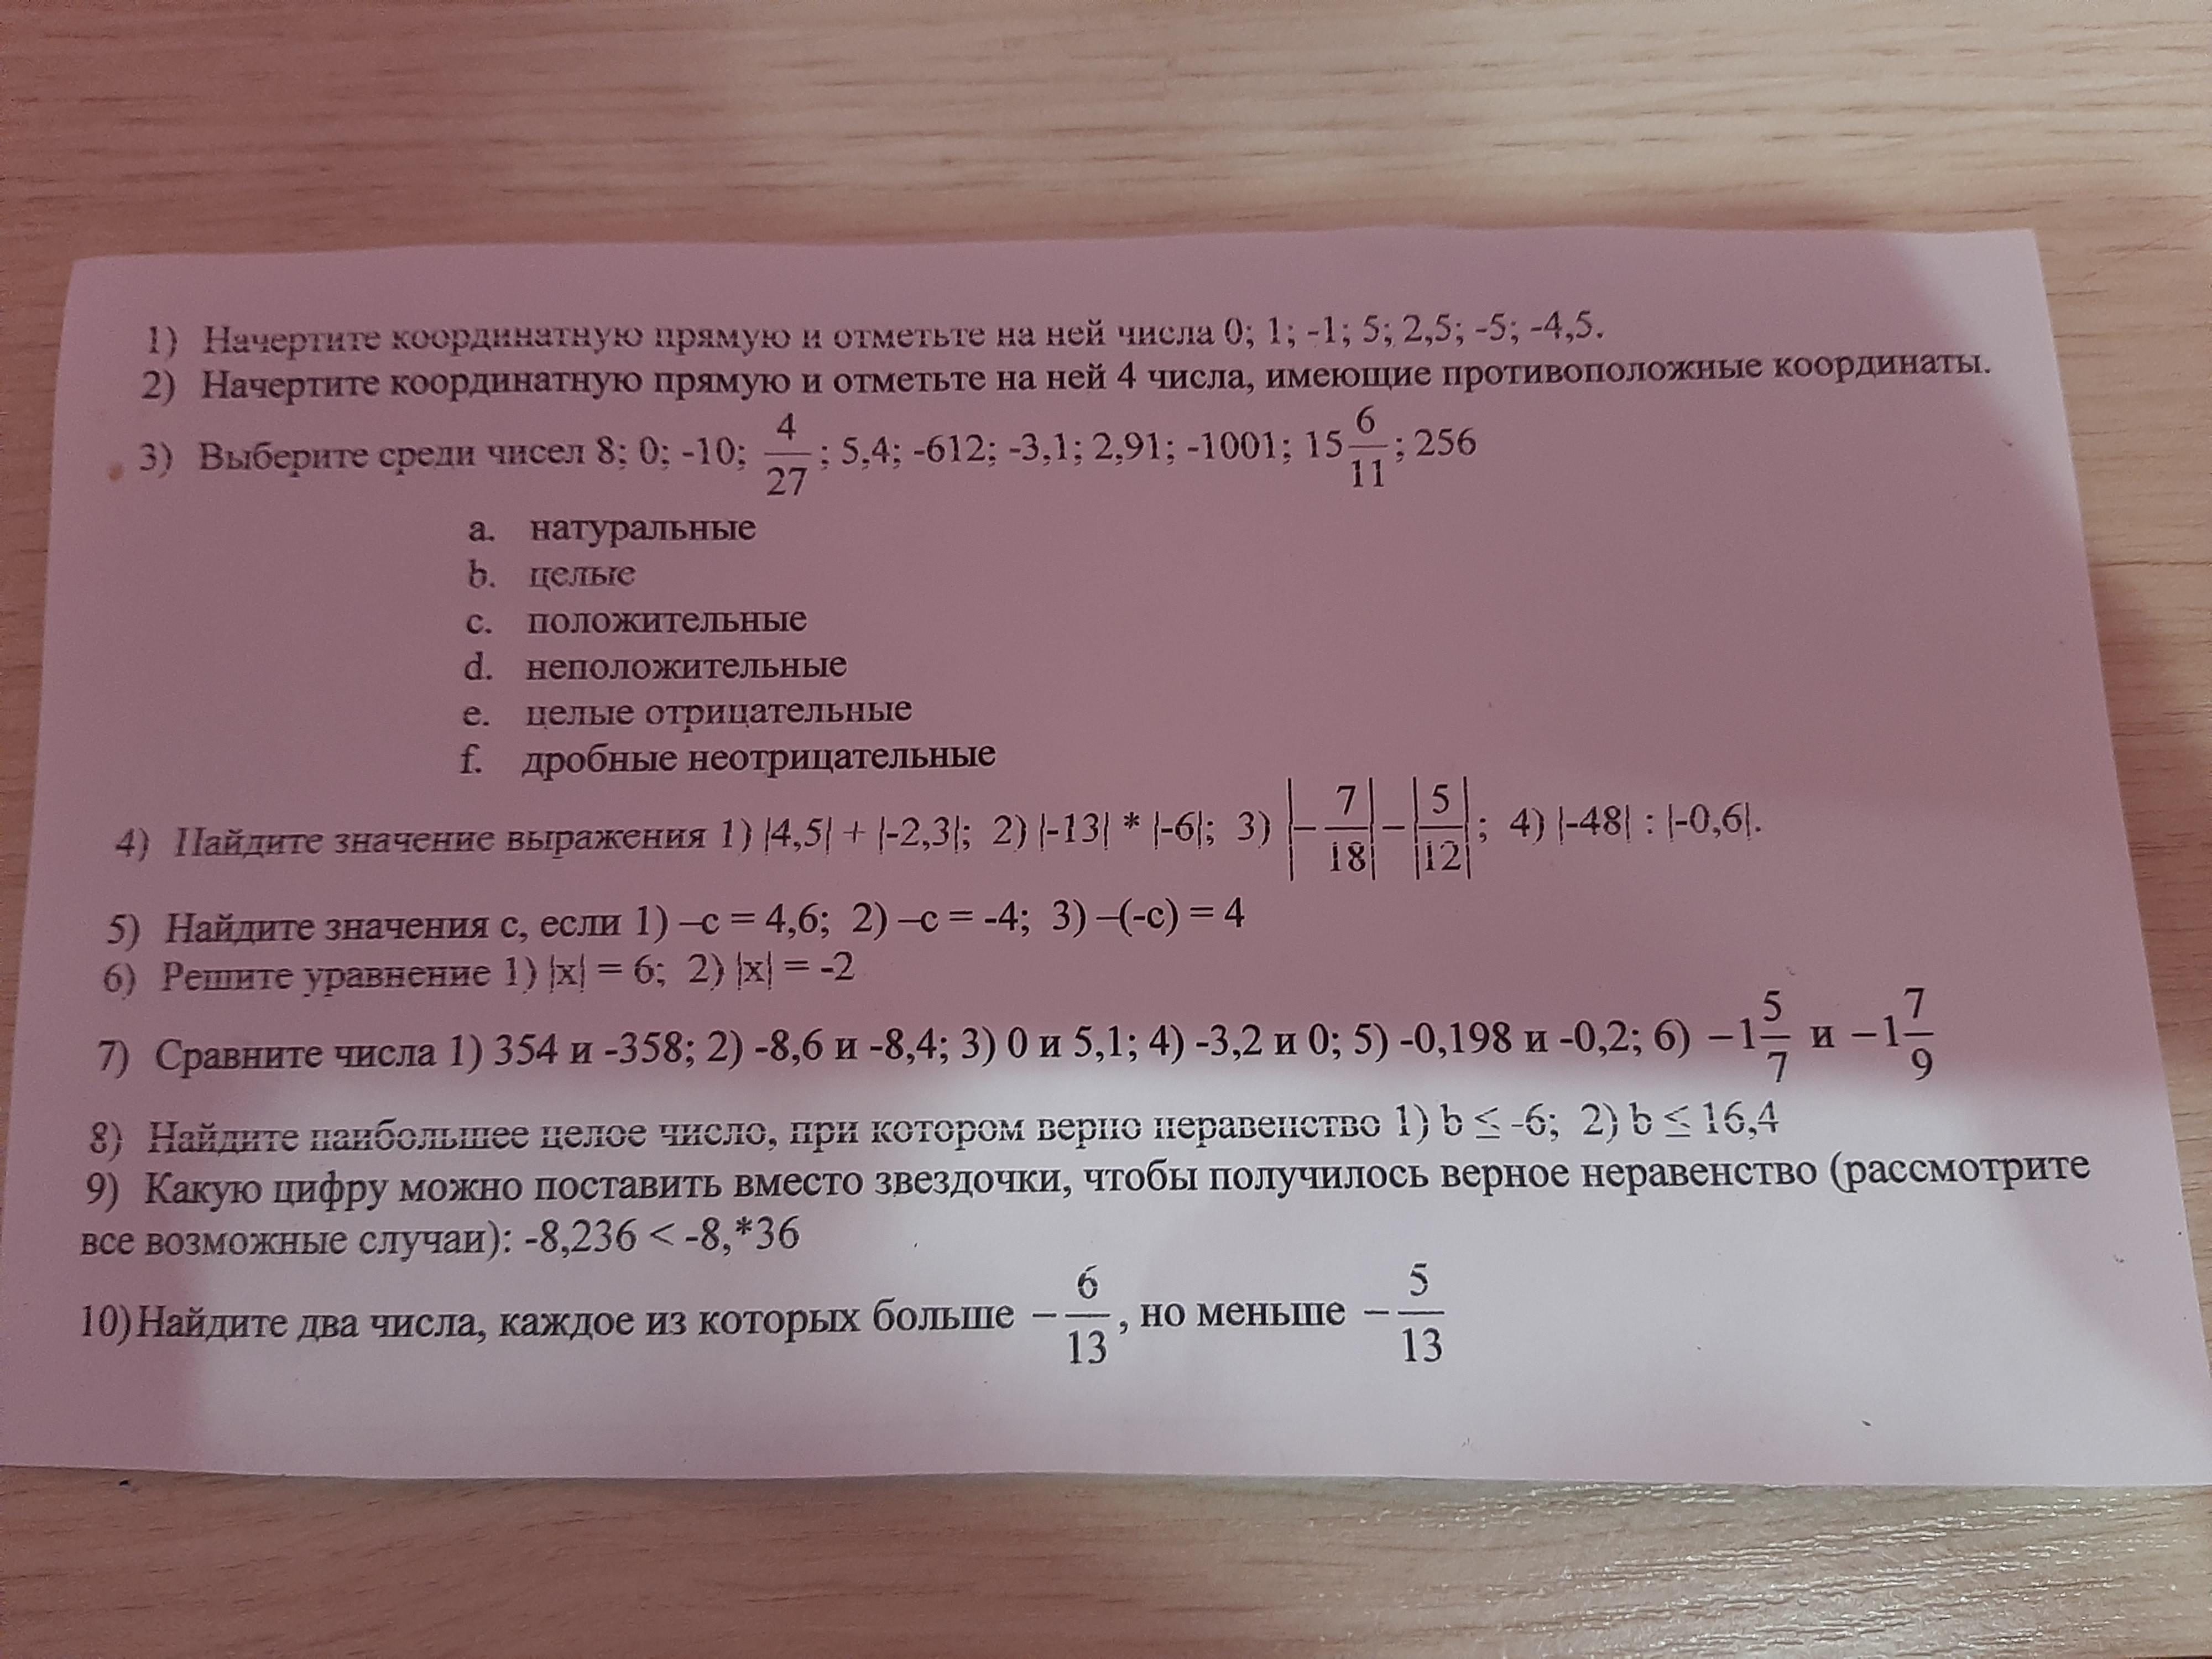 1) Начертите координатную прямую и отметьте на ней числа 0; 1; -1; 5; 2,5; -5; -4,5.
2) Начертите координатную прямую и отметьте на ней 4 числа, имеющие противоположные координаты.
3) Выберите среди чисел 8; 0; -10; 4/27; 5,4; -612; -3,1; 2,91; -1001; 15 6/11; 256
a. натуральные
b. целые
c. положительные
d. неположительные
e. целые отрицательные
f. дробные неотрицательные
4) Найдите значение выражения 1) |4,5| + |-2,3|; 2) |-13| * |-6|; 3) |−7/18| − |5/12|; 4) |-48| : |-0,6|.
5) Найдите значения c, если 1) –c = 4,6; 2) –c = -4; 3) –(-c) = 4
6) Решите уравнение 1) |x| = 6; 2) |x| = -2
7) Сравните числа 1) 354 и -358; 2) -8,6 и -8,4; 3) 0 и 5,1; 4) -3,2 и 0; 5) -0,198 и -0,2; 6) −1 5/7 и −1 7/9
8) Найдите наибольшее целое число, при котором верно неравенство 1) b ≤ -6; 2) b ≤ 16,4
9) Какую цифру можно поставить вместо звездочки, чтобы получилось верное неравенство (рассмотрите
все возможные случаи): -8,236 < -8,*36
10) Найдите два числа, каждое из которых больше −6/13, но меньше −5/13